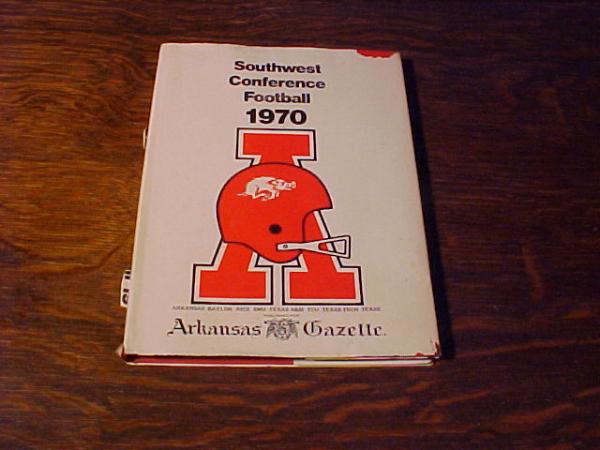 Southwest
Conference
Football
1970
A
ARKANSAS BAYLOR RICE SMU TEXAS A&M TCU TEXAS TECH TEXAS
Arkansas Gazette.